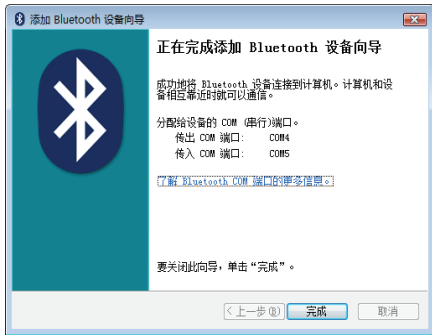 添加 Bluetooth 设备向导
正在完成添加 Bluetooth 设备向导
成功地将 Bluetooth 设备连接到计算机。计算机和设
备相互靠近时就可以通信。
分配给设备的 COM (串行)端口。
传出 COM 端口: COM4
传入 COM 端口: COM5
了解 Bluetooth COM 端口的更多信息。
要关闭此向导，单击“完成”。
<上一步(B) 完成 取消